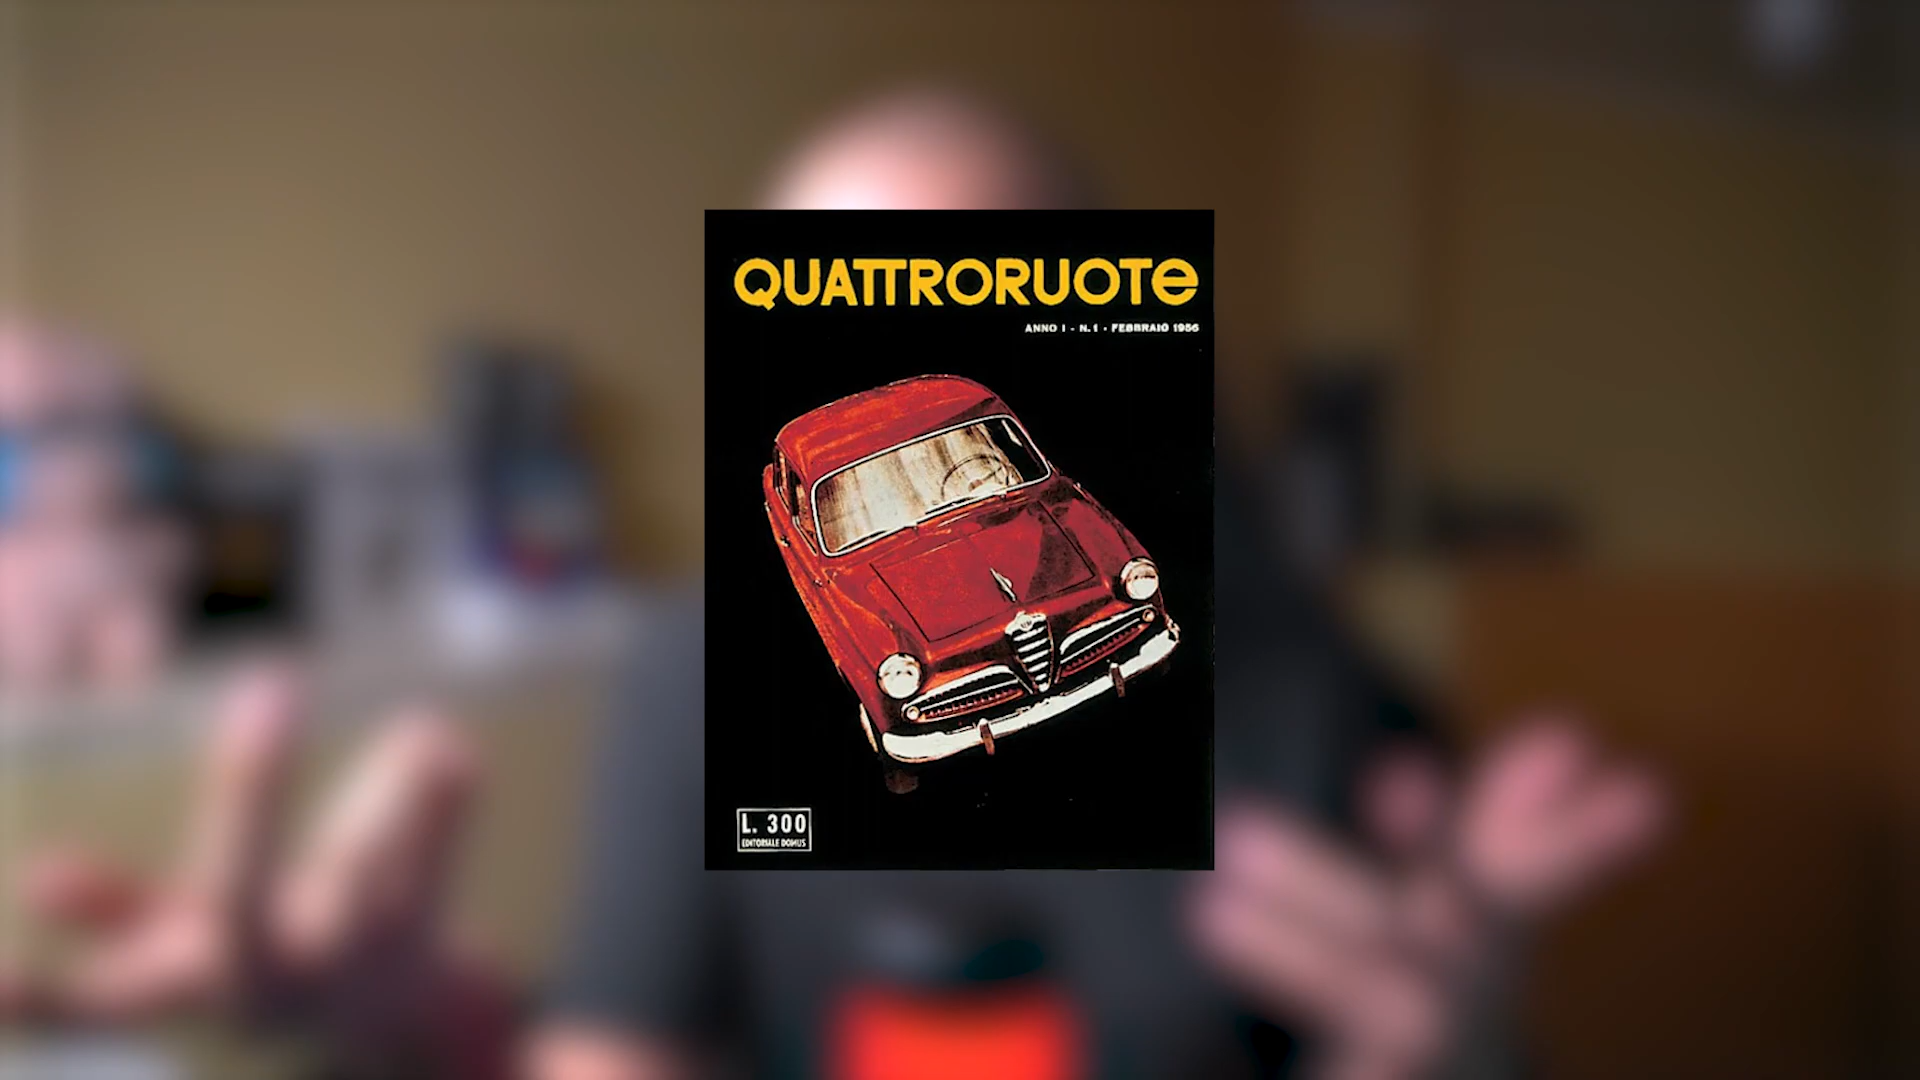 QUATTRORUOTE
ANNO I - N. 1 - FEBBRAIO 1956
L. 300
EDITORIALE DOMUS